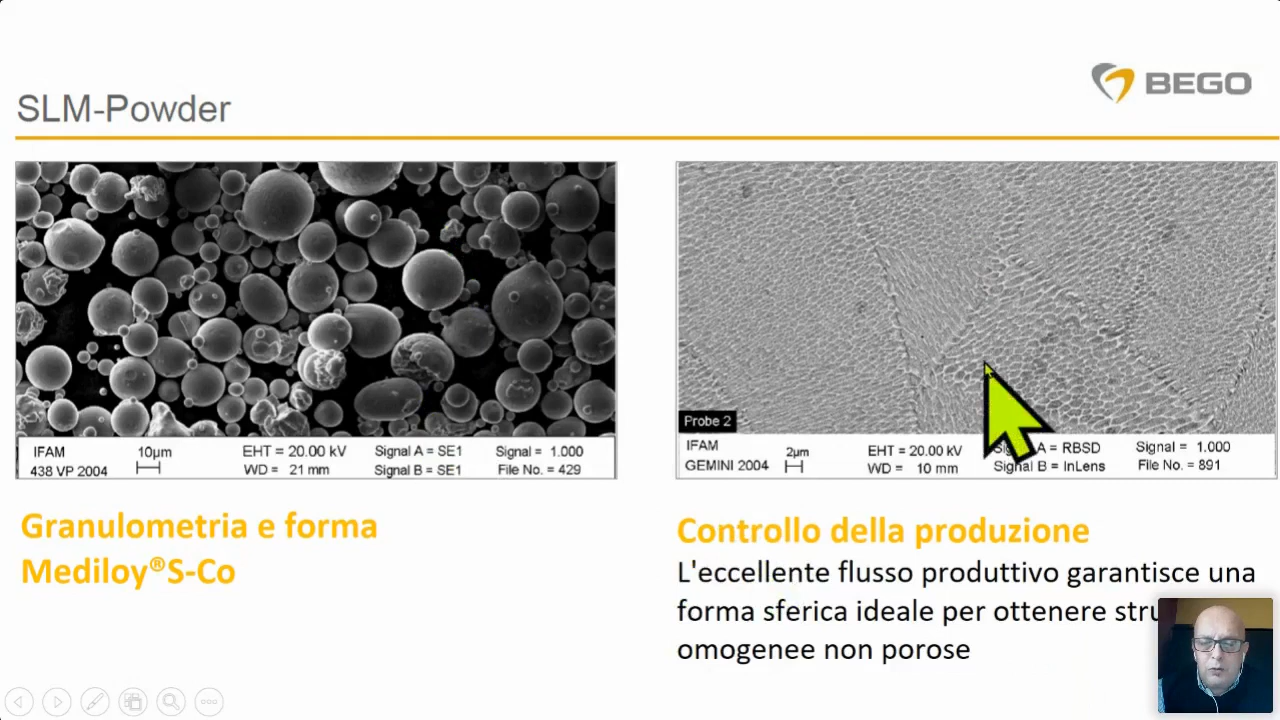 SLM-Powder
BEGO
IFAM
438 VP 2004
10µm
EHT = 20.00 kV
WD = 21 mm
Signal A = SE1
Signal B = SE1
Signal = 1.000
File No. = 429
Probe 2
IFAM
GEMINI 2004
2µm
EHT = 20.00 kV
WD = 10 mm
A = RBSD
Signal B = InLens
Signal = 1.000
File No. = 891
Granulometria e forma
Mediloy®S-Co
Controllo della produzione
L'eccellente flusso produttivo garantisce una
forma sferica ideale per ottenere
omogenee non porose